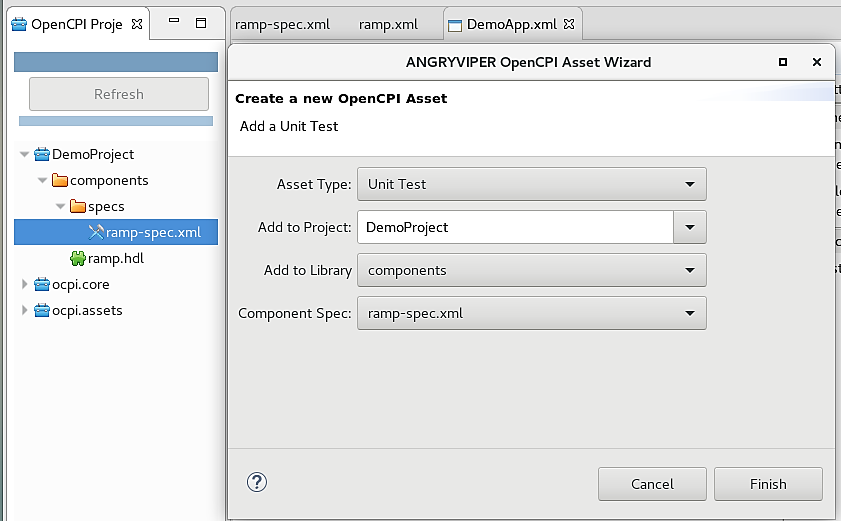 OpenCPI Proje
ramp-spec.xml
ramp.xml
DemoApp.xml
Refresh
DemoProject
components
specs
ramp-spec.xml
ramp.hdl
ocpi.core
ocpi.assets
ANGRYVIPER OpenCPI Asset Wizard
Create a new OpenCPI Asset
Add a Unit Test
Asset Type: Unit Test
Add to Project: DemoProject
Add to Library components
Component Spec: ramp-spec.xml
?
Cancel
Finish